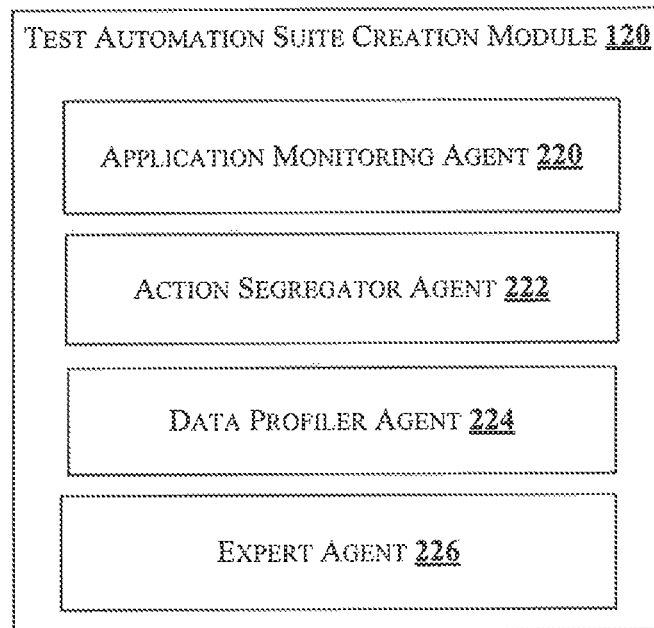 TEST AUTOMATION SUITE CREATION MODULE 120
APPLICATION MONITORING AGENT 220
ACTION SEGREGATOR AGENT 222
DATA PROFILER AGENT 224
EXPERT AGENT 226